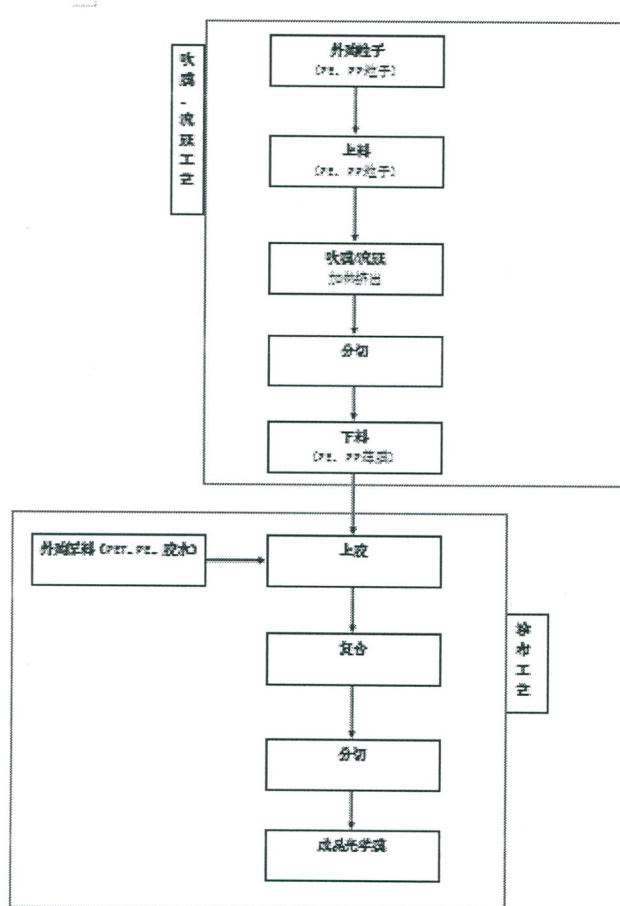 吹膜-流延工艺
外购粒子
(PE、PP粒子)
上料
(PE、PP粒子)
吹膜/流延
加热挤出
分切
下料
(PE、PP薄膜)
外购原料(PET、PE、胶水)
上胶
涂布工艺
复合
分切
成品光学膜